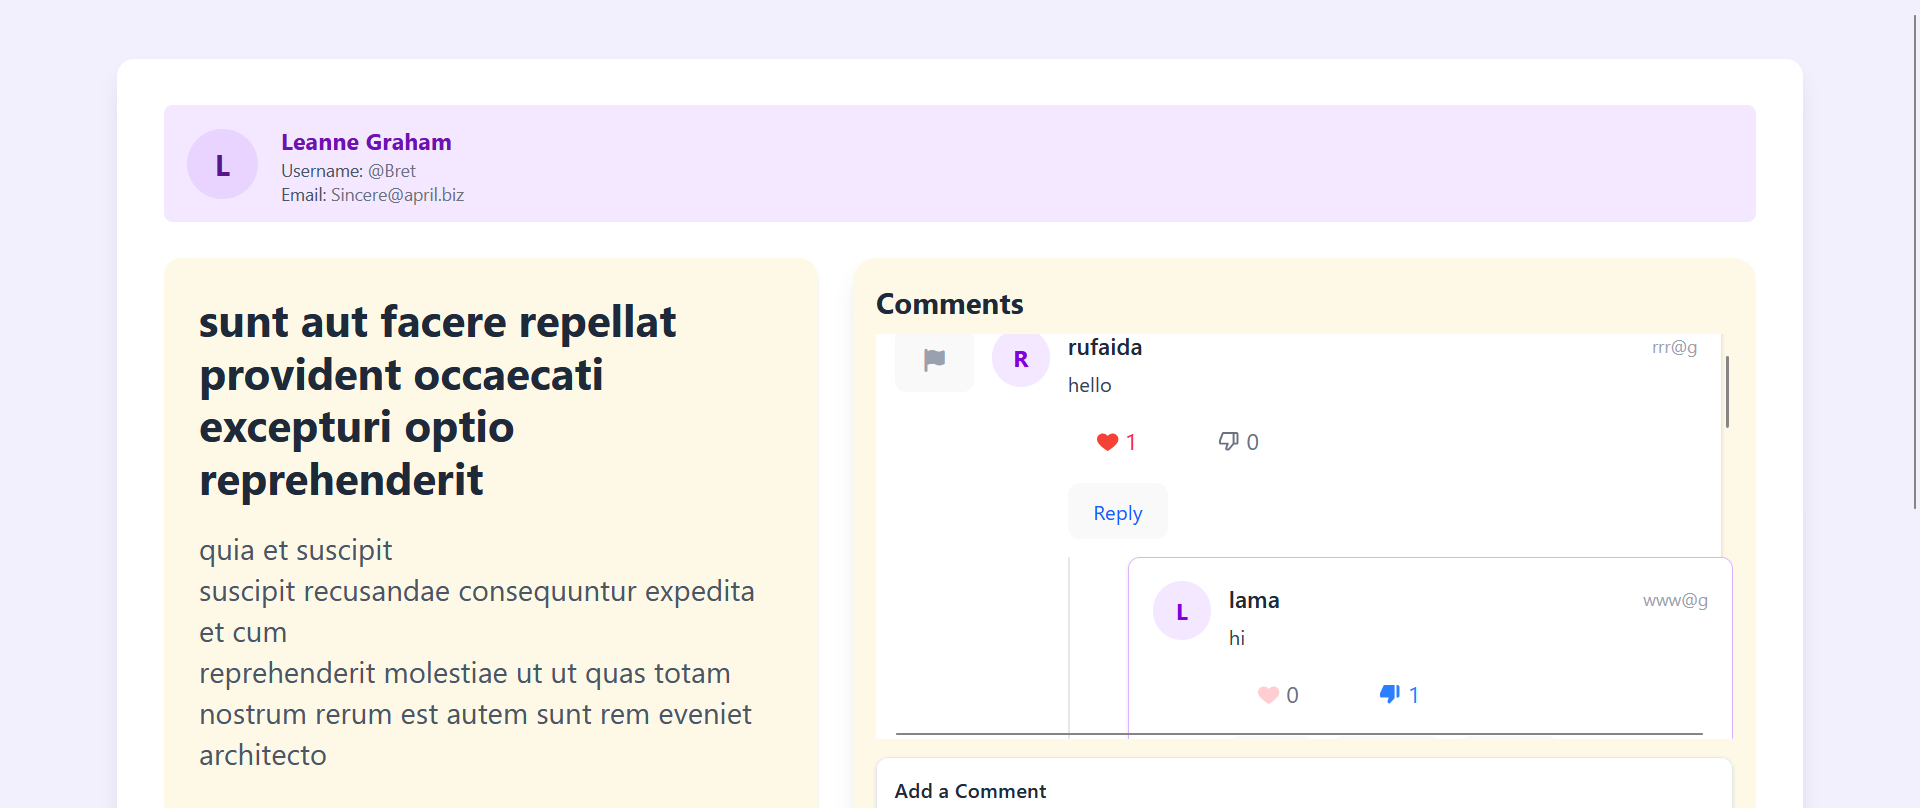 L
Leanne Graham
Username: @Bret
Email: Sincere@april.biz
sunt aut facere repellat
provident occaecati
excepturi optio
reprehenderit
quia et suscipit
suscipit recusandae consequuntur expedita
et cum
reprehenderit molestiae ut ut quas totam
nostrum rerum est autem sunt rem eveniet
architecto
Comments
R
rufaida
rrr@g
hello
1
0
Reply
L
lama
www@g
hi
0
1
Add a Comment